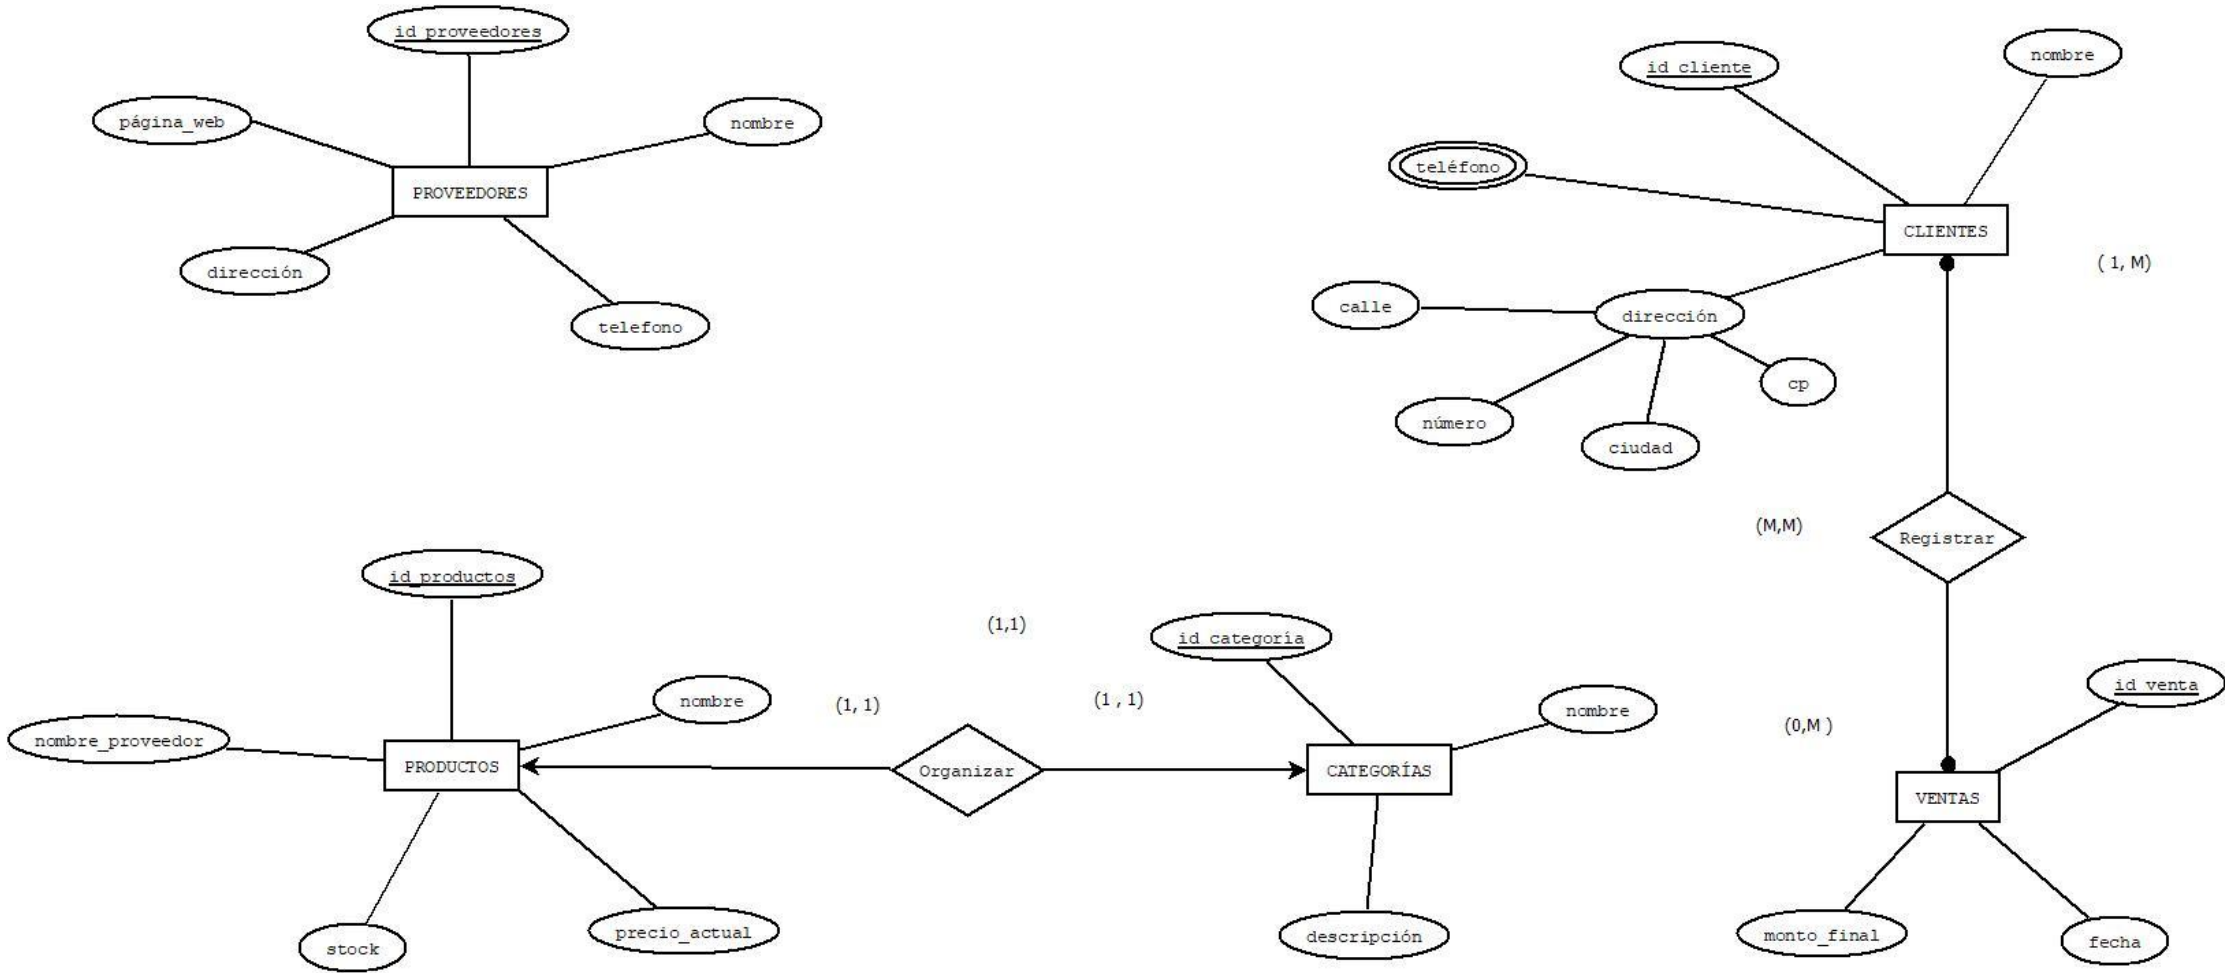 id_proveedores
página_web
nombre
PROVEEDORES
dirección
telefono
id_cliente
nombre
teléfono
CLIENTES
( 1, M)
calle
dirección
cp
número
ciudad
(M,M)
Registrar
id_productos
nombre
nombre_proveedor
PRODUCTOS
stock
precio_actual
(1,1)
(1, 1)
(1 , 1)
Organizar
id_categoría
nombre
CATEGORÍAS
descripción
(0,M )
id_venta
VENTAS
monto_final
fecha